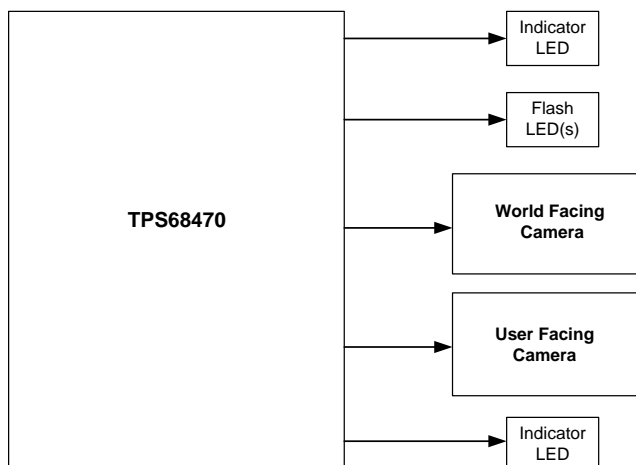 Indicator
LED
Flash
LED(s)
TPS68470
World Facing
Camera
User Facing
Camera
Indicator
LED